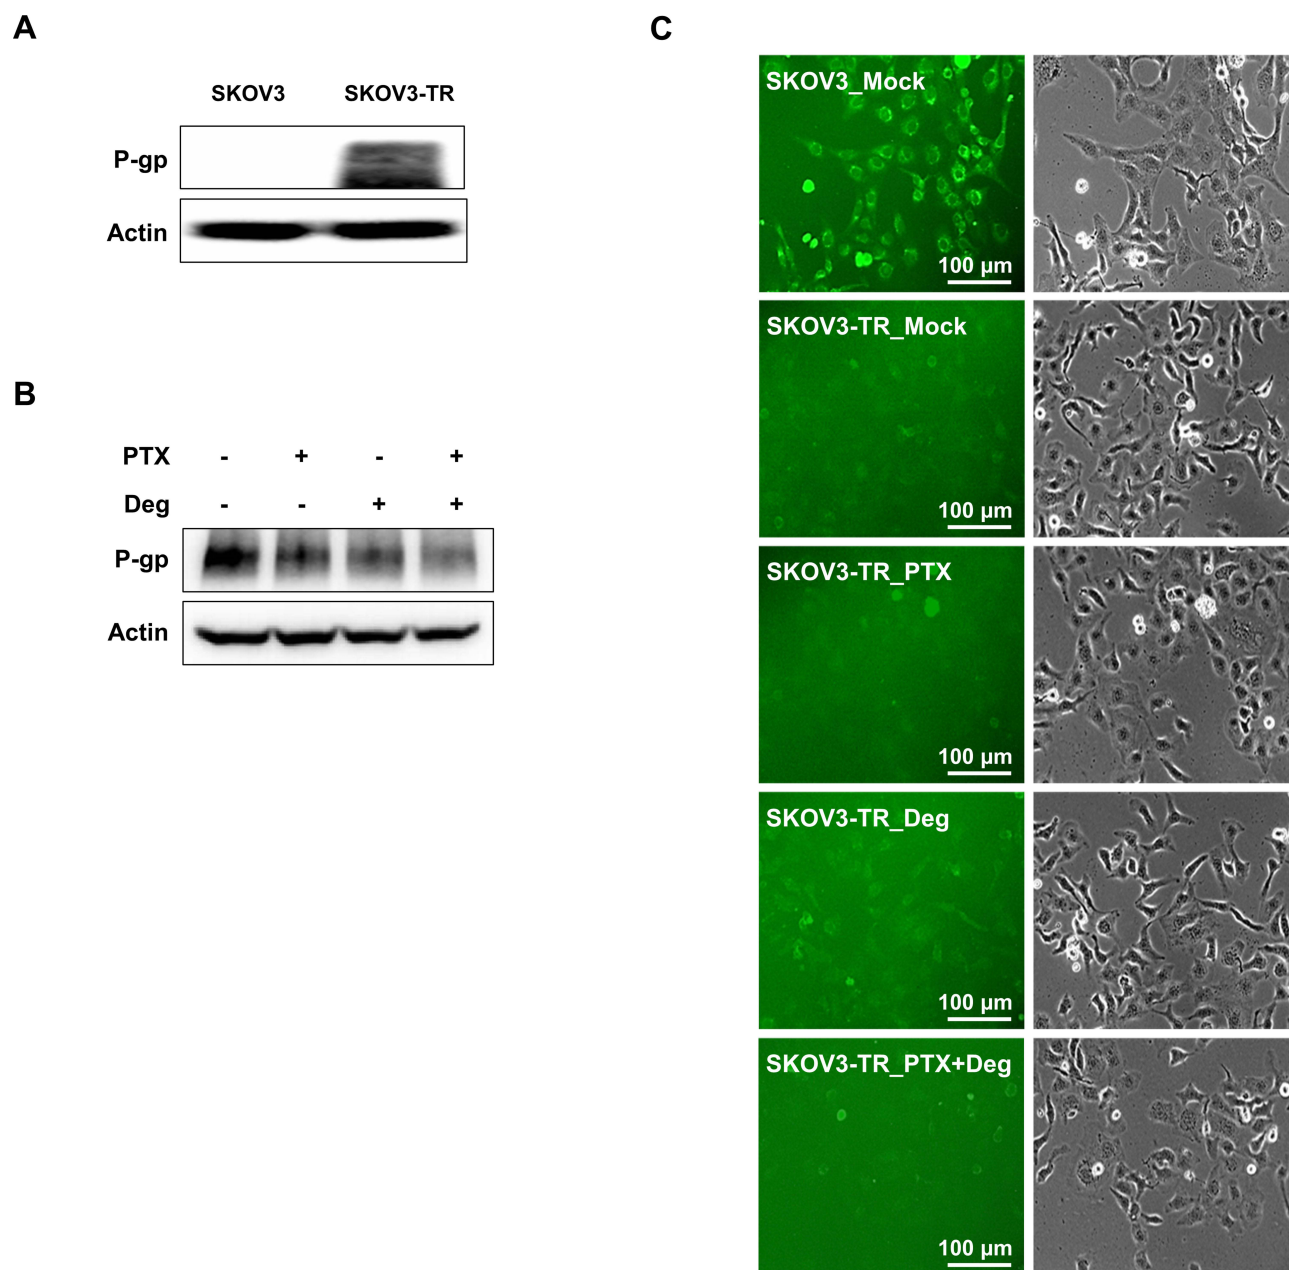 A
SKOV3 SKOV3-TR
P-gp
Actin
B
PTX - + - +
Deg - - + +
P-gp
Actin
C
SKOV3_Mock
100 µm
SKOV3-TR_Mock
100 µm
SKOV3-TR_PTX
100 µm
SKOV3-TR_Deg
100 µm
SKOV3-TR_PTX+Deg
100 µm